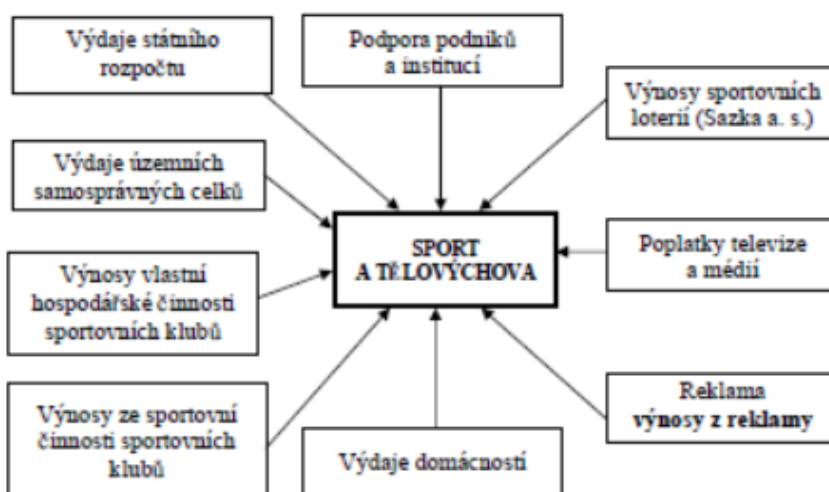 Výdaje státního
rozpočtu
Podpora podniků
a institucí
Výnosy sportovních
loterií (Sazka a. s.)
Výdaje územních
samosprávných celků
SPORT
A TĚLOVÝCHOVA
Poplatky televize
a médií
Výnosy vlastní
hospodářské činnosti
sportovních klubů
Výnosy ze sportovní
činnosti sportovních
klubů
Výdaje domácností
Reklama
výnosy z reklamy